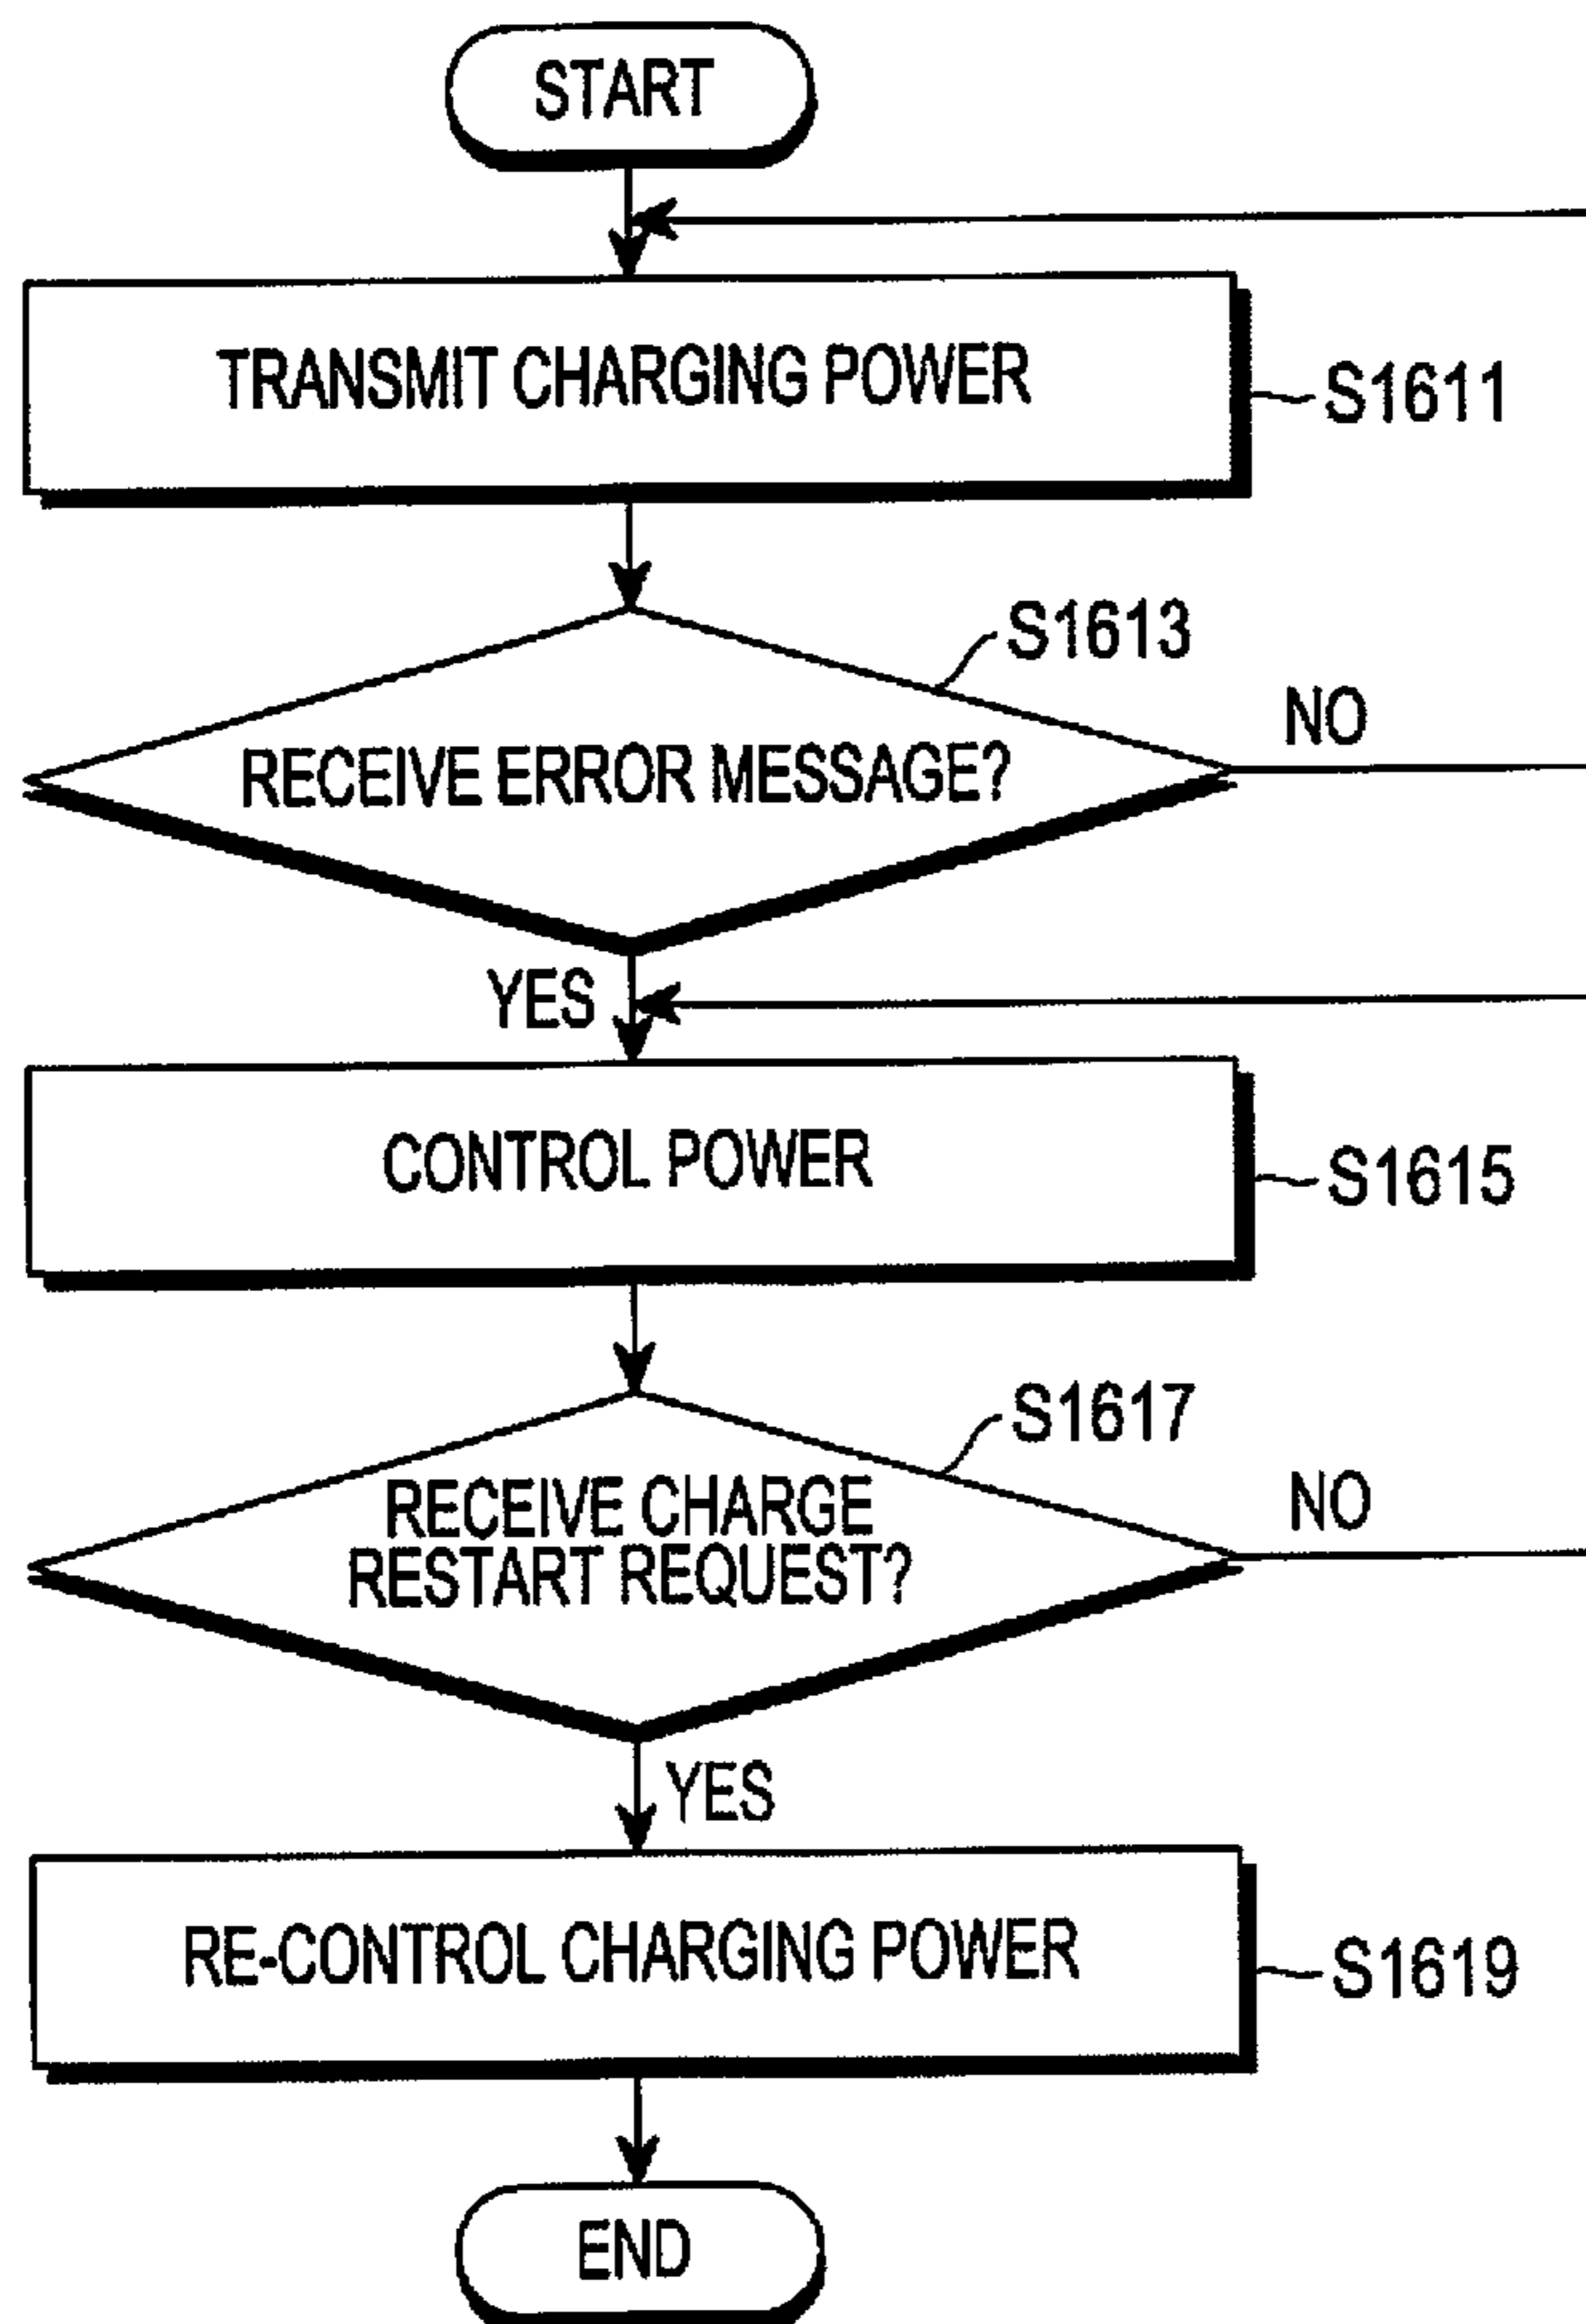 START
TRANSMIT CHARGING POWER
S1611
S1613
NO
RECEIVE ERROR MESSAGE?
YES
CONTROL POWER
S1615
S1617
NO
RECEIVE CHARGE
RESTART REQUEST?
YES
RE-CONTROL CHARGING POWER
S1619
END